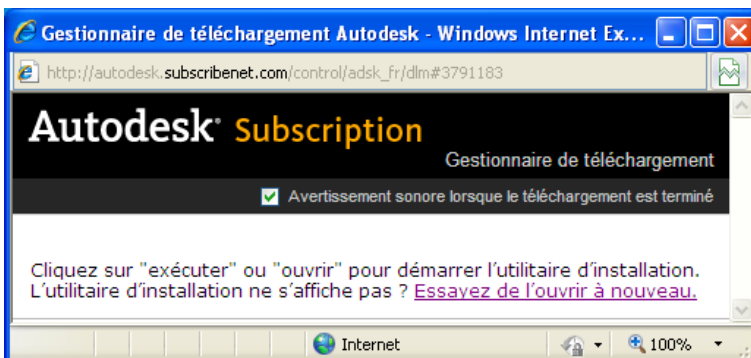 Gestionnaire de téléchargement Autodesk - Windows Internet Ex...
http://autodesk.subscribenet.com/control/adsk_fr/dlm#3791183
Autodesk® Subscription
Gestionnaire de téléchargement
Avertissement sonore lorsque le téléchargement est terminé
Cliquez sur "exécuter" ou "ouvrir" pour démarrer l'utilitaire d'installation.
L'utilitaire d'installation ne s'affiche pas ? Essayez de l'ouvrir à nouveau.
Internet 100%